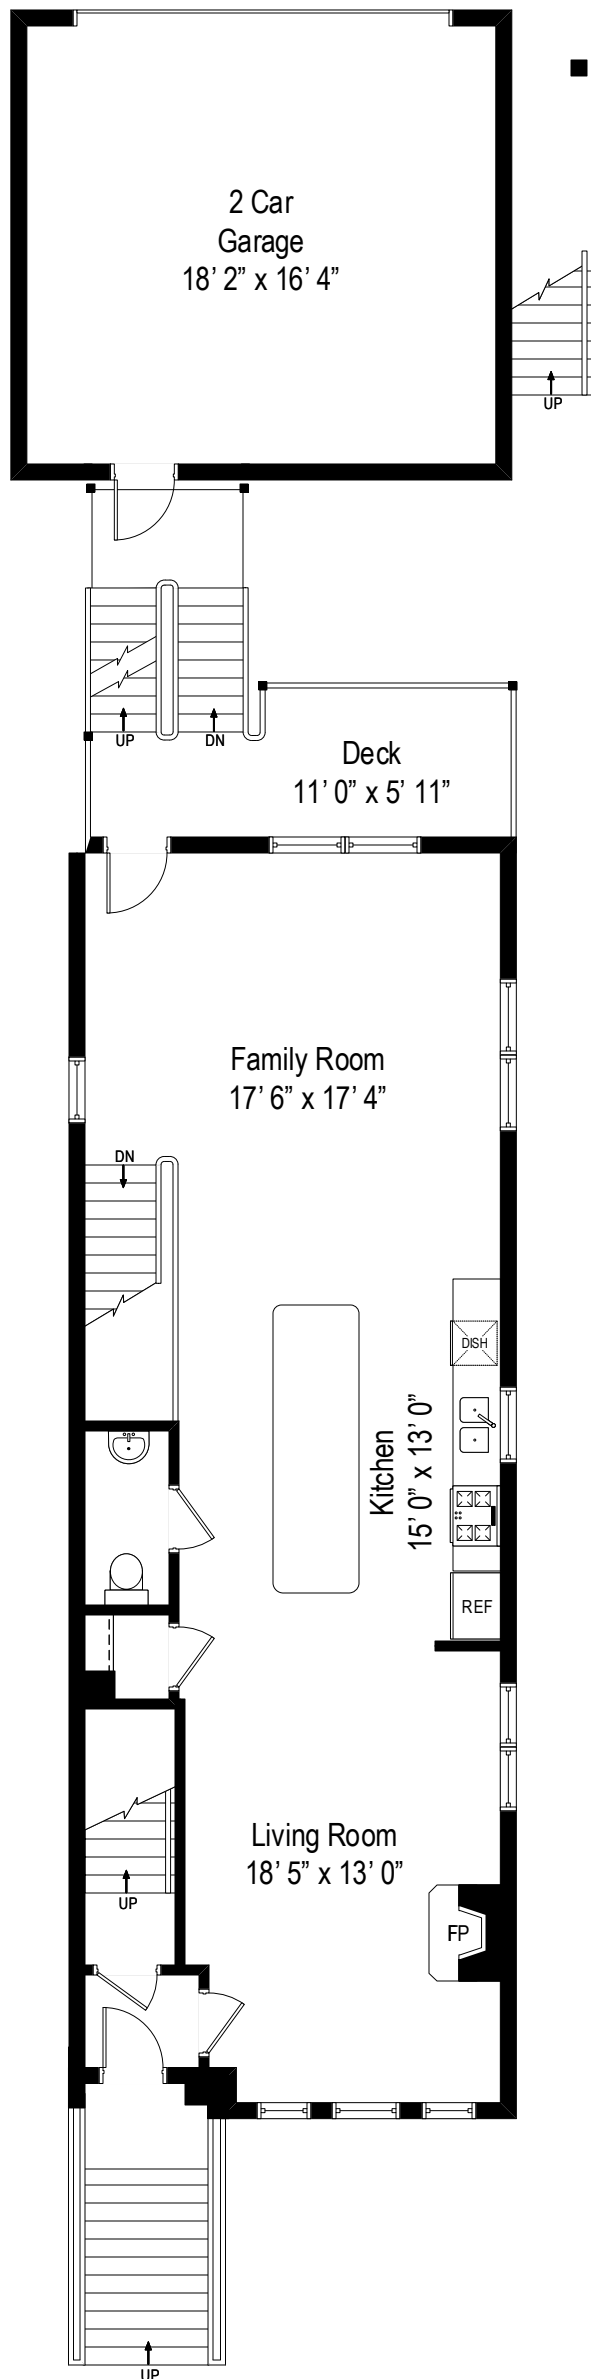 2 Car
Garage
18’ 2” x 16’ 4”
UP
UP
DN
Deck
11’ 0” x 5’ 11”
Family Room
17’ 6” x 17’ 4”
DN
DISH
Kitchen
15’ 0” x 13’ 0”
REF
Living Room
18’ 5” x 13’ 0”
UP
FP
UP